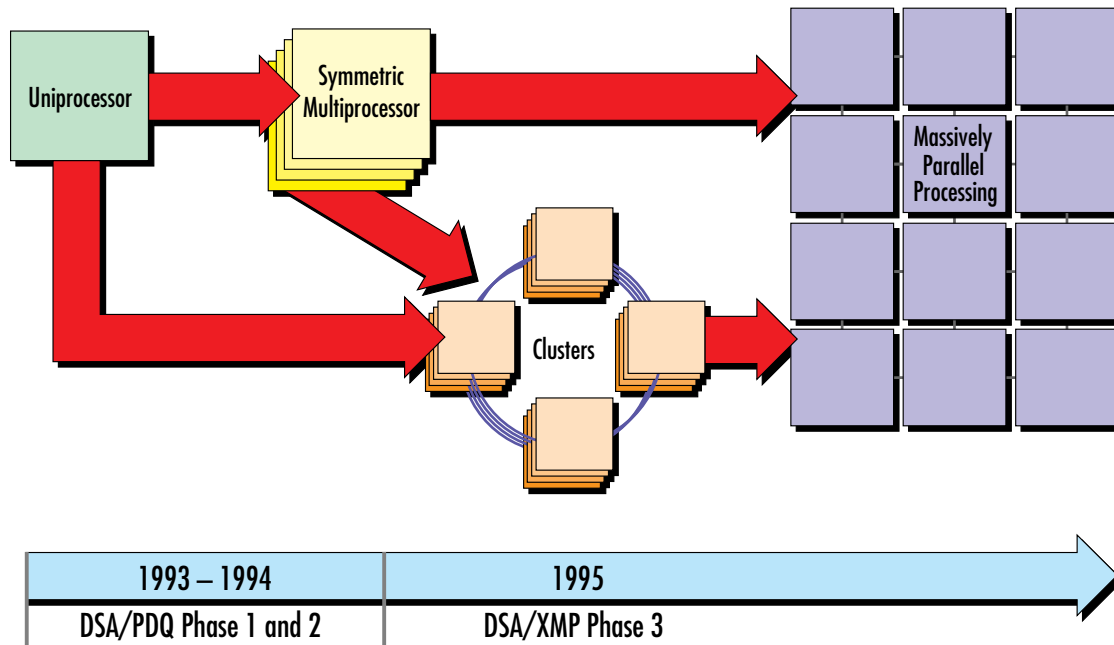 Uniprocessor
Symmetric
Multiprocessor
Massively
Parallel
Processing
Clusters
1993 – 1994
1995
DSA/PDQ Phase 1 and 2
DSA/XMP Phase 3